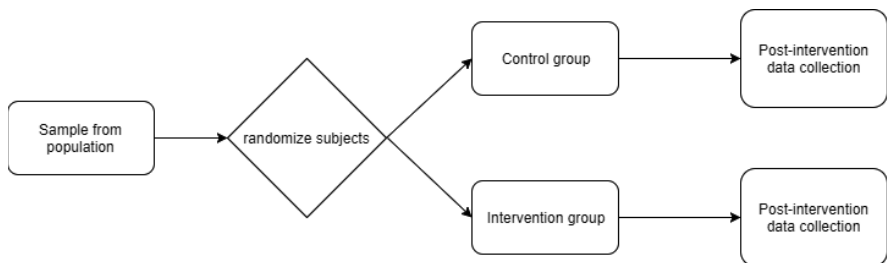 Sample from
population
randomize subjects
Control group
Post-intervention
data collection
Intervention group
Post-intervention
data collection